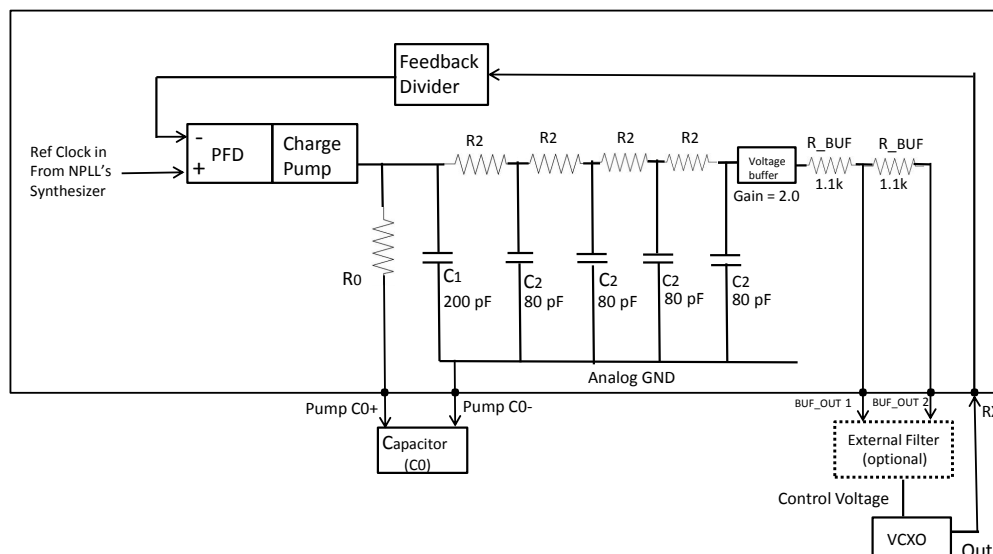 Feedback
Divider
R2
R2
R2
R2
R_BUF
R_BUF
-
PFD
+
Charge
Pump
Voltage
buffer
1.1k
1.1k
Ref Clock in
From NPLL's
Synthesizer
Gain = 2.0
R0
C1
200 pF
C2
80 pF
C2
80 pF
C2
80 pF
C2
80 pF
Analog GND
Pump C0+
Pump C0-
BUF_OUT 1
BUF_OUT 2
Capacitor
(C0)
External Filter
(optional)
Control Voltage
VCXO